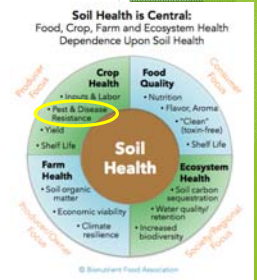 Soil Health is Central:
Food, Crop, Farm and Ecosystem Health
Dependence Upon Soil Health
Producer
Focus
Consumer
Focus
Crop
Health
• Inputs & Labor
• Pest & Disease
Resistance
• Yield
• Shelf Life
Food
Quality
• Nutrition
• Flavor, Aroma
• "Clean"
(toxin-free)
• Shelf Life
Soil
Health
Farm
Health
• Soil organic
matter
• Economic viability
• Climate
resilience
Ecosystem
Health
• Soil carbon
sequestration
• Water quality/
retention
• Increased
biodiversity
Producer/Owner
Focus
Society/Regional
Focus
© Bionutrient Food Association